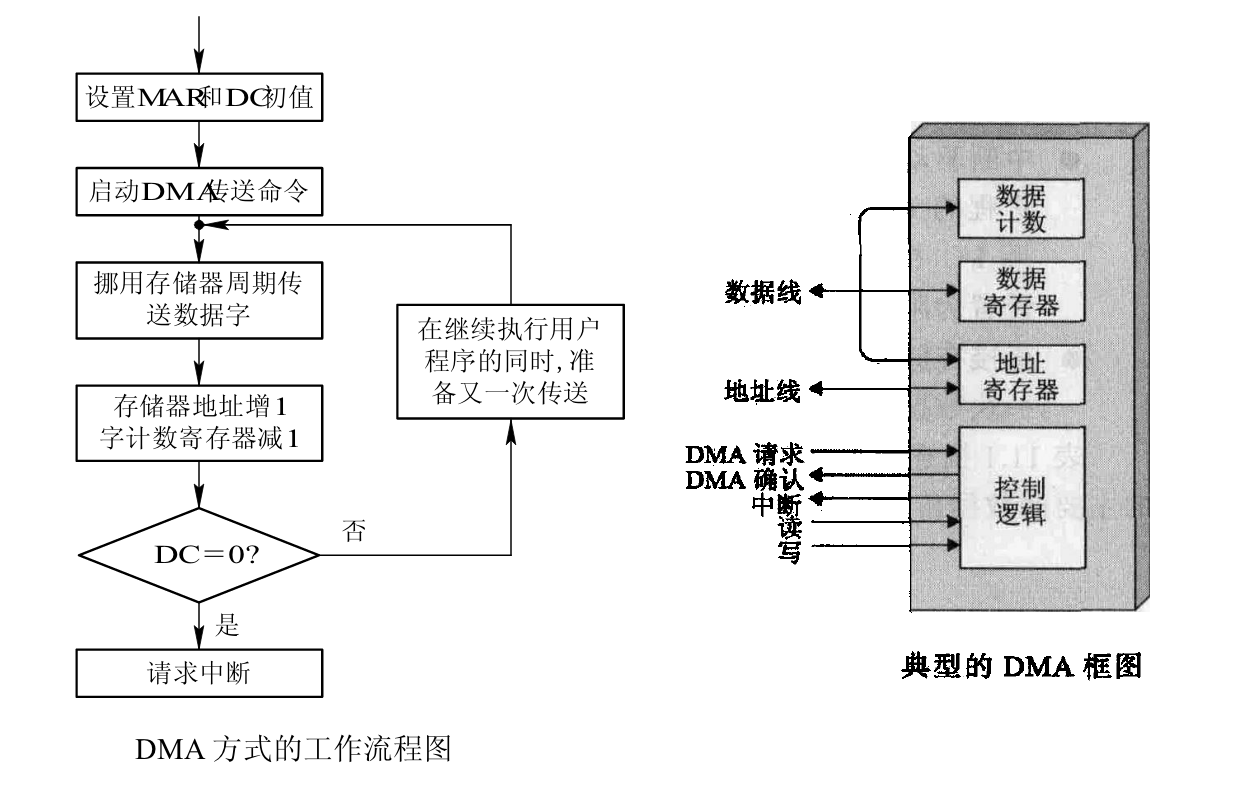 设置MAR和DC初值
启动DMA传送命令
挪用存储器周期传
送数据字
存储器地址增1
字计数寄存器减1
DC=0?
否
是
请求中断
在继续执行用户
程序的同时,准
备又一次传送
DMA 方式的工作流程图
数据
计数
数据
寄存器
地址
寄存器
控制
逻辑
数据线
地址线
DMA 请求
DMA 确认
中断
读
写
典型的 DMA 框图